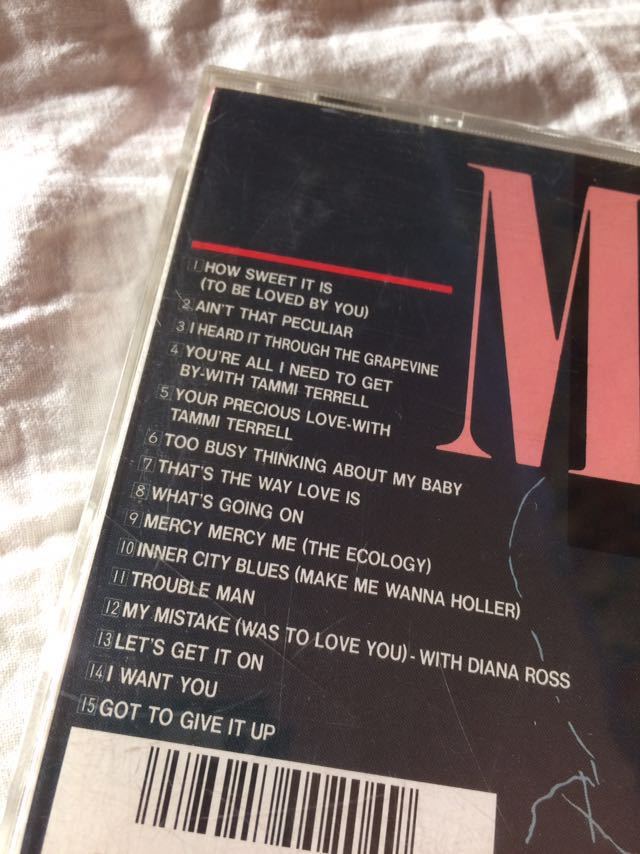 M
1 HOW SWEET IT IS
(TO BE LOVED BY YOU)
2 AIN'T THAT PECULIAR
3 I HEARD IT THROUGH THE GRAPEVINE
4 YOU'RE ALL I NEED TO GET
BY-WITH TAMMI TERRELL
5 YOUR PRECIOUS LOVE-WITH
TAMMI TERRELL
6 TOO BUSY THINKING ABOUT MY BABY
7 THAT'S THE WAY LOVE IS
8 WHAT'S GOING ON
9 MERCY MERCY ME (THE ECOLOGY)
10 INNER CITY BLUES (MAKE ME WANNA HOLLER)
11 TROUBLE MAN
12 MY MISTAKE (WAS TO LOVE YOU)-WITH DIANA ROSS
13 LET'S GET IT ON
14 I WANT YOU
15 GOT TO GIVE IT UP